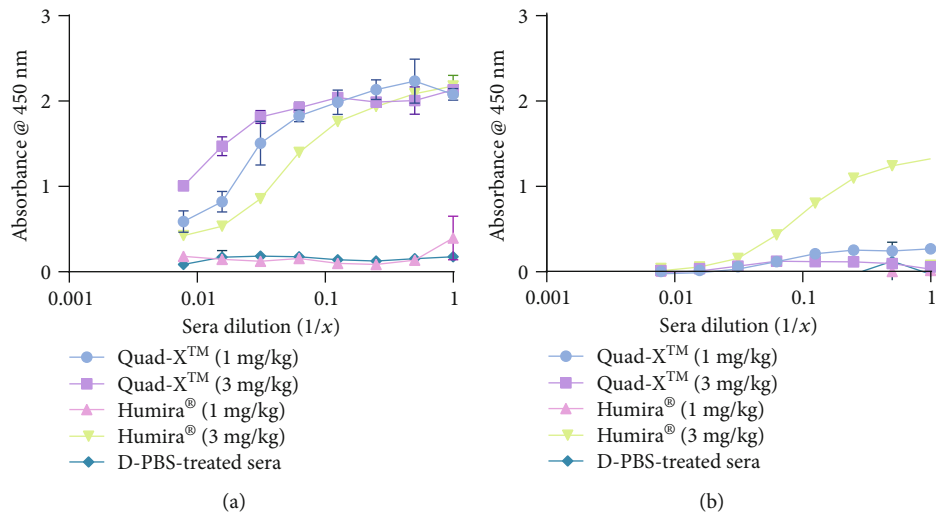 3
2
1
0
Absorbance @ 450 nm
0.001
0.01
0.1
1
Sera dilution (1/x)
Quad-X™ (1 mg/kg)
Quad-X™ (3 mg/kg)
Humira® (1 mg/kg)
Humira® (3 mg/kg)
D-PBS-treated sera
(a)
3
2
1
0
Absorbance @ 450 nm
0.001
0.01
0.1
1
Sera dilution (1/x)
Quad-X™ (1 mg/kg)
Quad-X™ (3 mg/kg)
Humira® (1 mg/kg)
Humira® (3 mg/kg)
D-PBS-treated sera
(b)